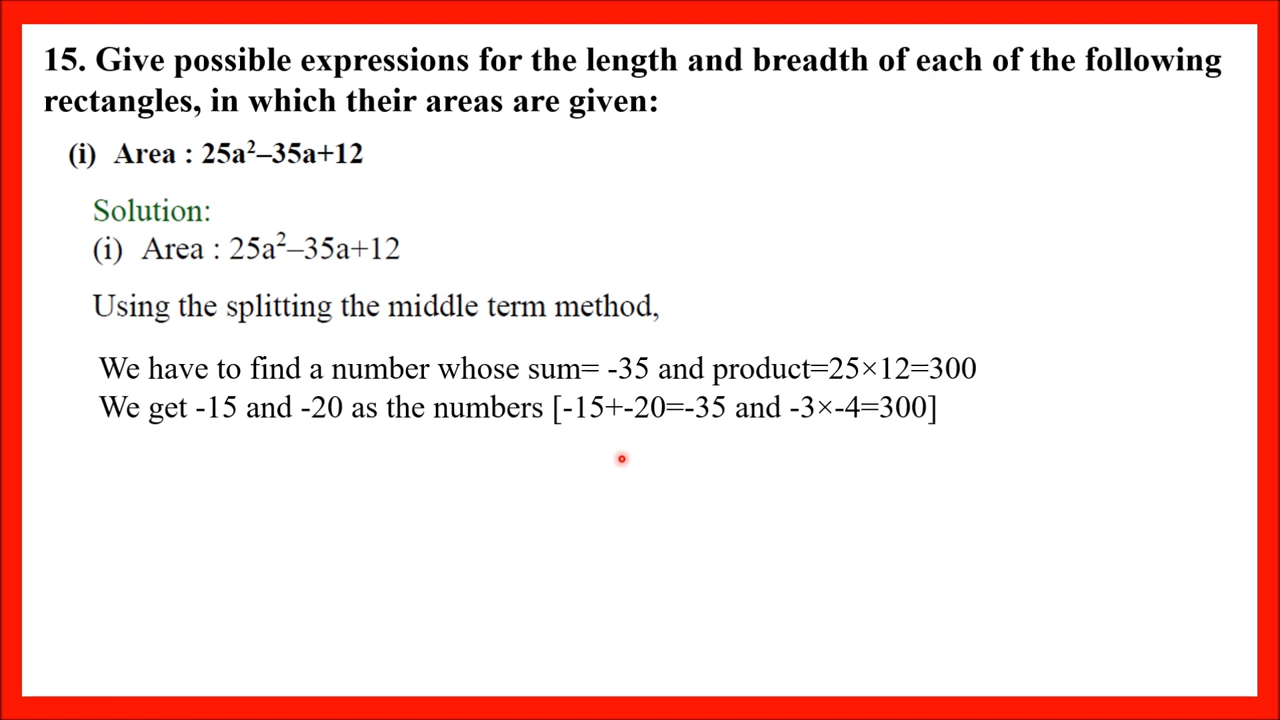 15. Give possible expressions for the length and breadth of each of the following
rectangles, in which their areas are given:
(i) Area : 25a²–35a+12
Solution:
(i) Area : 25a²–35a+12
Using the splitting the middle term method,
We have to find a number whose sum= -35 and product=25×12=300
We get -15 and -20 as the numbers [-15+-20=-35 and -3×-4=300]